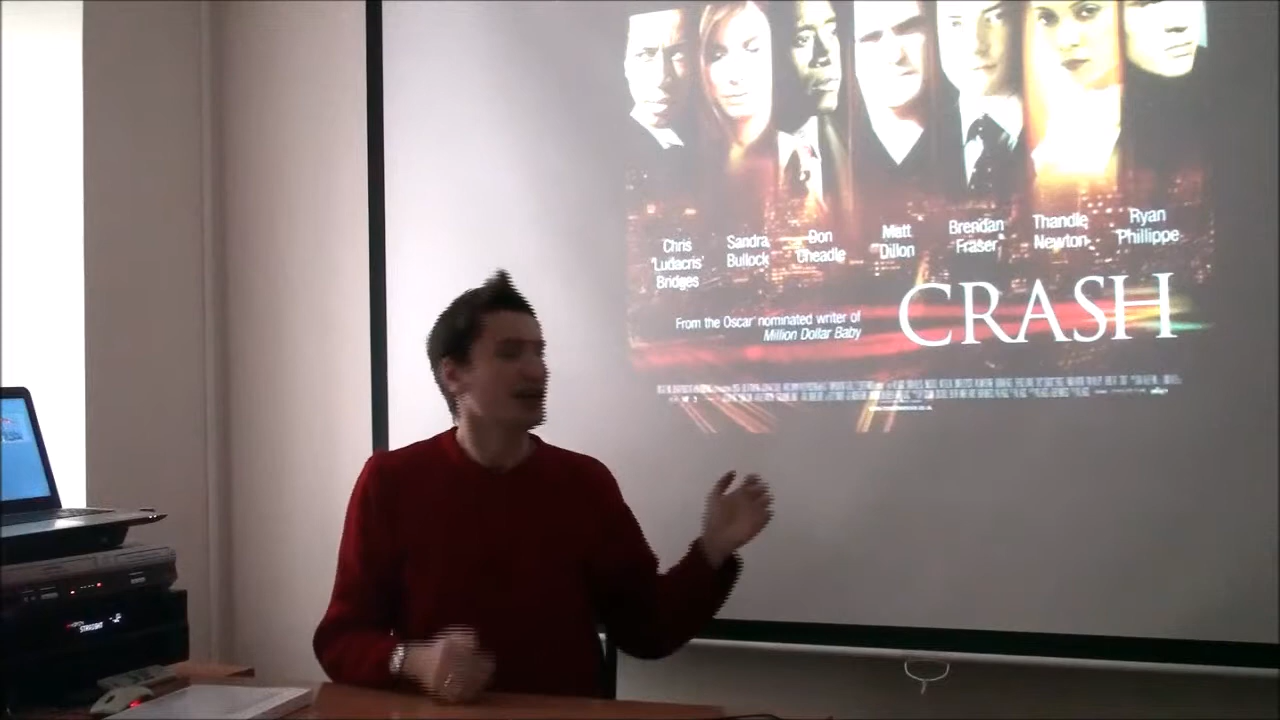 Chris
'Ludacris'
Bridges
Sandra
Bullock
Don
Cheadle
Matt
Dillon
Brendan
Fraser
Thandie
Newton
Ryan
Phillippe
From the Oscar® nominated writer of
Million Dollar Baby
CRASH
STRAIGHT